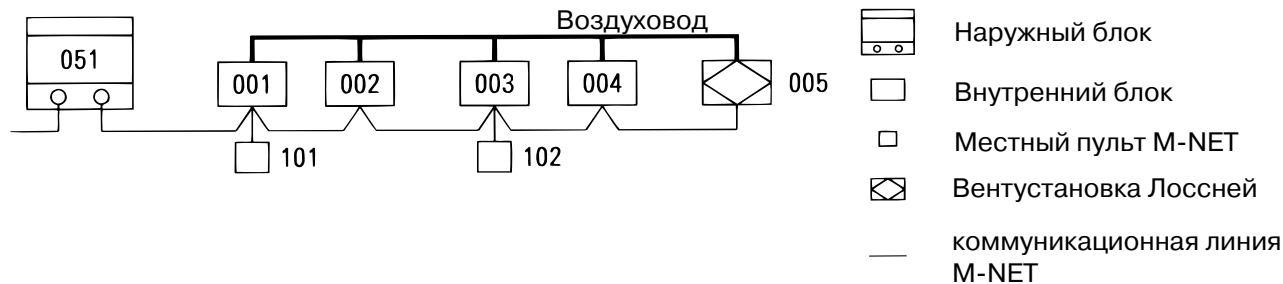 Воздуховод
051
001
002
003
004
005
101
102
Наружный блок
Внутренний блок
Местный пульт M-NET
Вентустановка Лоссней
коммуникационная линия
M-NET